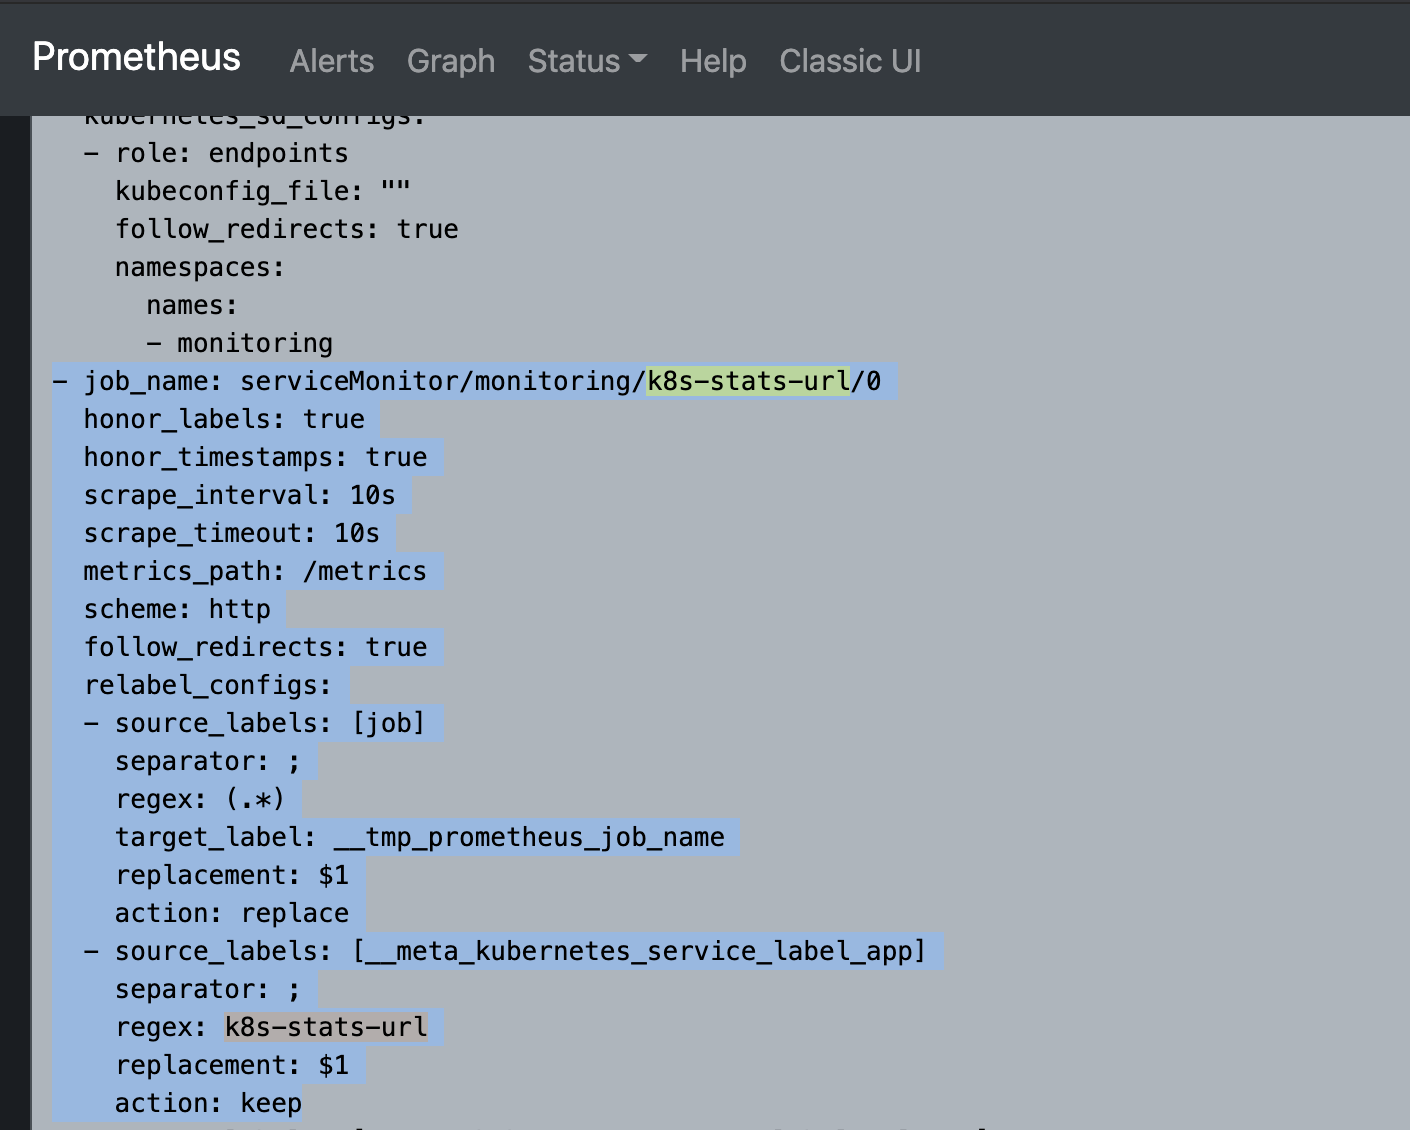 Prometheus Alerts Graph Status Help Classic UI
kubernetes_sd_configs:
- role: endpoints
kubeconfig_file: ""
follow_redirects: true
namespaces:
names:
- monitoring
- job_name: serviceMonitor/monitoring/k8s-stats-url/0
honor_labels: true
honor_timestamps: true
scrape_interval: 10s
scrape_timeout: 10s
metrics_path: /metrics
scheme: http
follow_redirects: true
relabel_configs:
- source_labels: [job]
separator: ;
regex: (.*)
target_label: __tmp_prometheus_job_name
replacement: $1
action: replace
- source_labels: [__meta_kubernetes_service_label_app]
separator: ;
regex: k8s-stats-url
replacement: $1
action: keep